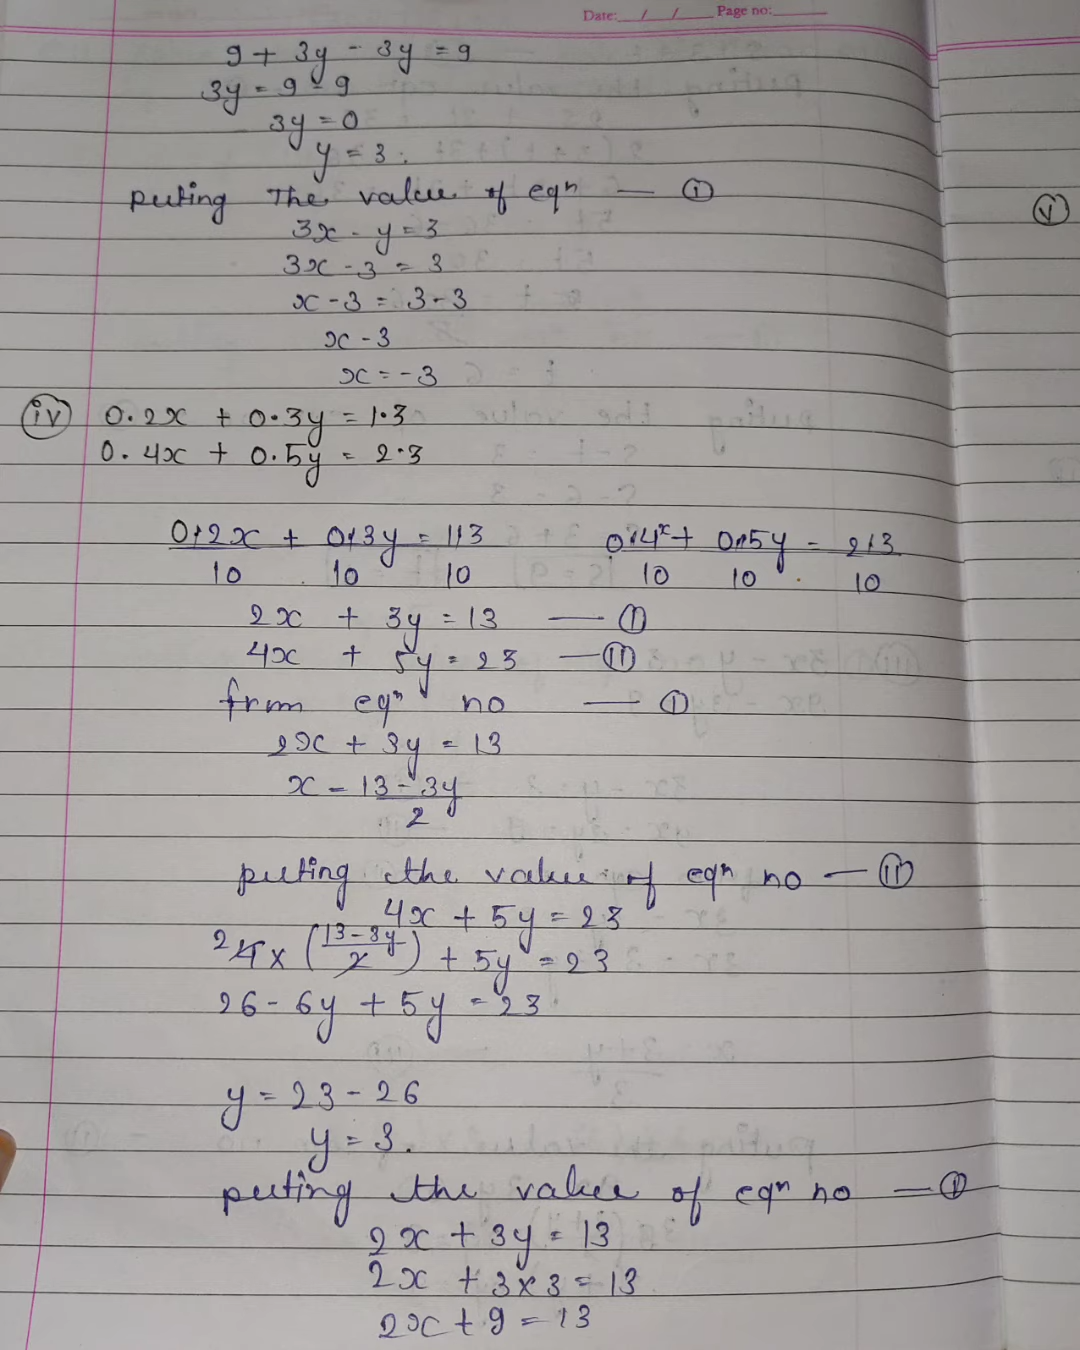 Date: __/__/____ Page no:______
9 + 3y - 3y = 9
3y = 9 - 9
3y = 0
y = 3.
puting The value of eqn — (i)
3x - y = 3
3x - 3 = 3
x - 3 = 3 - 3
x - 3
x = - 3
(v)
(iv) 0.2x + 0.3y = 1.3
0.4x + 0.5y = 2.3
0.2x/10 + 0.3y/10 = 1.3/10 0.4x/10 + 0.5y/10 = 2.3/10
2x + 3y = 13 — (i)
4x + 5y = 23 — (ii)
from eqn no — (i)
2x + 3y = 13
x = 13 - 3y/2
puting the value of eqn no — (ii)
4x + 5y = 23
2 4 x (13 - 3y/2) + 5y = 23
26 - 6y + 5y = 23
y = 23 - 26
y = 3.
puting the value of eqn no — (i)
2x + 3y = 13
2x + 3 x 3 = 13
2x + 9 = 13